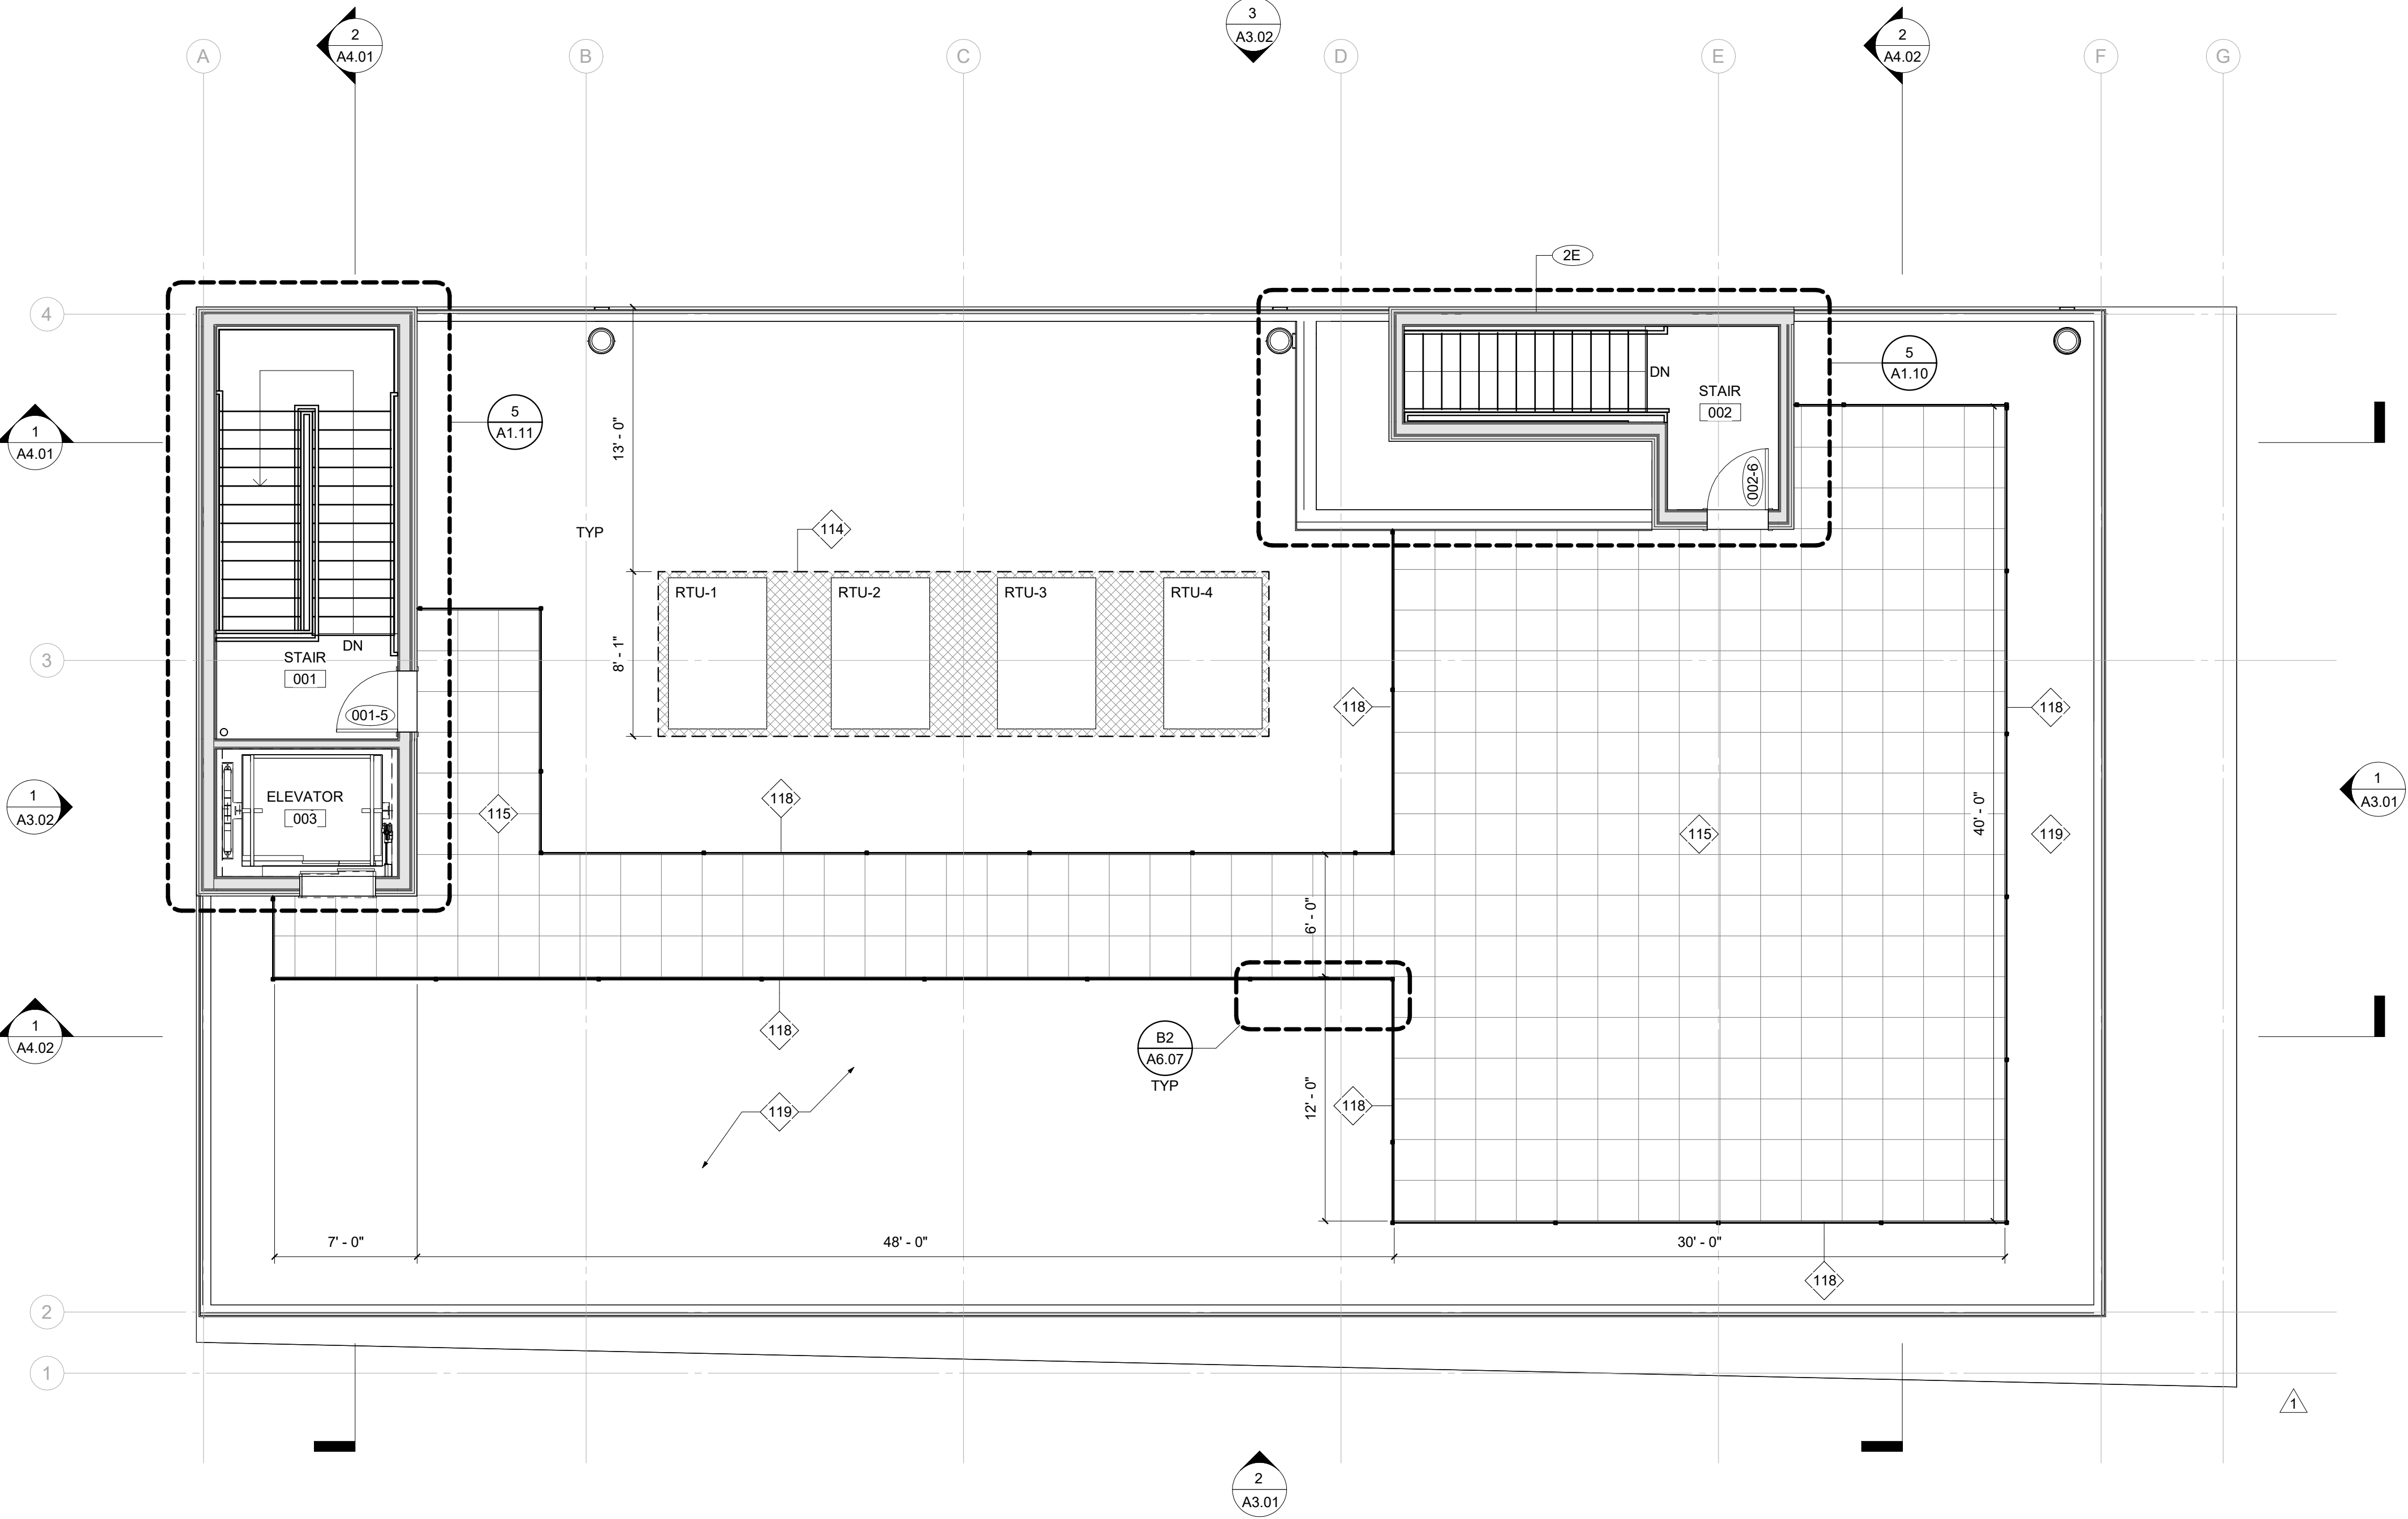 3
A3.02
2
A4.01
2
A4.02
A
B
C
D
E
F
G
2E
4
5
A1.10
DN
STAIR
002
5
A1.11
1
A4.01
13' - 0"
002-6
TYP
114
RTU-1
RTU-2
RTU-3
RTU-4
8' - 1"
DN
STAIR
001
3
001-5
118
118
1
A3.02
ELEVATOR
003
115
118
115
40' - 0"
119
1
A3.01
6' - 0"
1
A4.02
118
B2
A6.07
TYP
119
12' - 0"
118
7' - 0"
48' - 0"
30' - 0"
118
2
1
1
2
A3.01